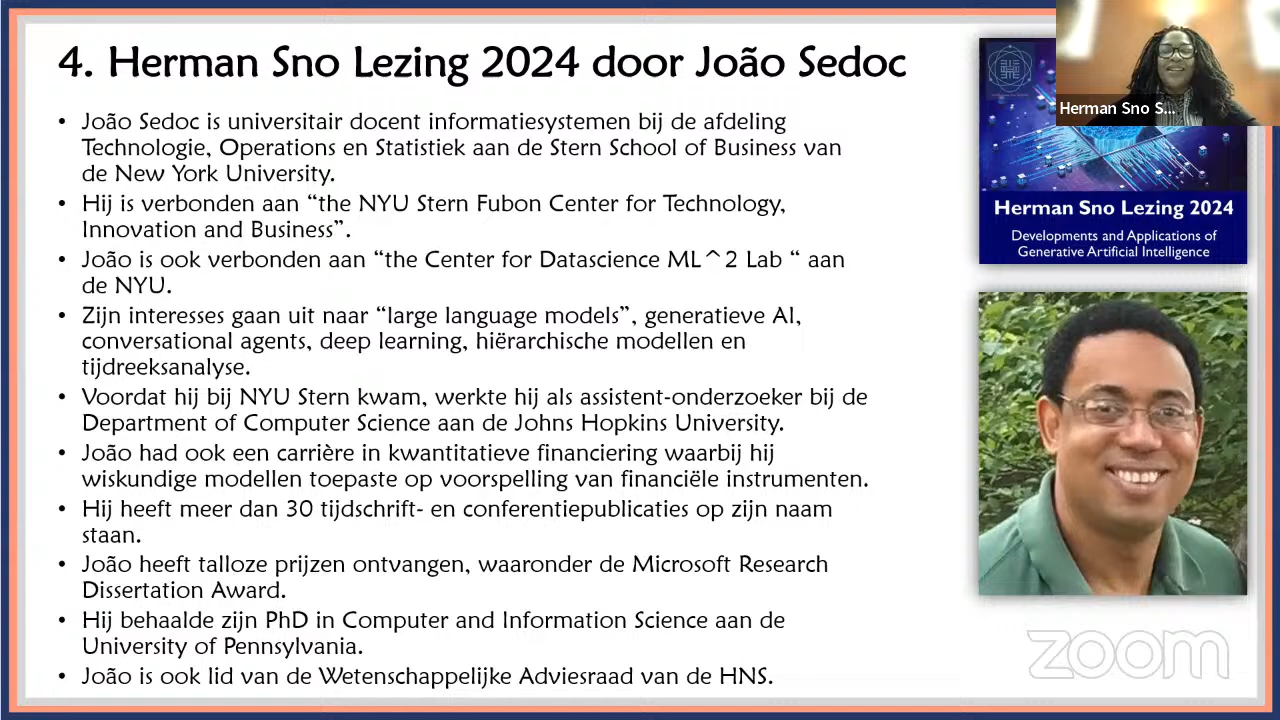 4. Herman Sno Lezing 2024 door João Sedoc
• João Sedoc is universitair docent informatiesystemen bij de afdeling
Technologie, Operations en Statistiek aan de Stern School of Business van
de New York University.
• Hij is verbonden aan “the NYU Stern Fubon Center for Technology,
Innovation and Business”.
• João is ook verbonden aan “the Center for Datascience ML^2 Lab “ aan
de NYU.
• Zijn interesses gaan uit naar “large language models”, generatieve AI,
conversational agents, deep learning, hiërarchische modellen en
tijdreeksanalyse.
• Voordat hij bij NYU Stern kwam, werkte hij als assistent-onderzoeker bij de
Department of Computer Science aan de Johns Hopkins University.
• João had ook een carrière in kwantitatieve financiering waarbij hij
wiskundige modellen toepaste op voorspelling van financiële instrumenten.
• Hij heeft meer dan 30 tijdschrift- en conferentiepublicaties op zijn naam
staan.
• João heeft talloze prijzen ontvangen, waaronder de Microsoft Research
Dissertation Award.
• Hij behaalde zijn PhD in Computer and Information Science aan de
University of Pennsylvania.
• João is ook lid van de Wetenschappelijke Adviesraad van de HNS.
Herman Sno S...
Herman Sno Lezing 2024
Developments and Applications of
Generative Artificial Intelligence
zoom